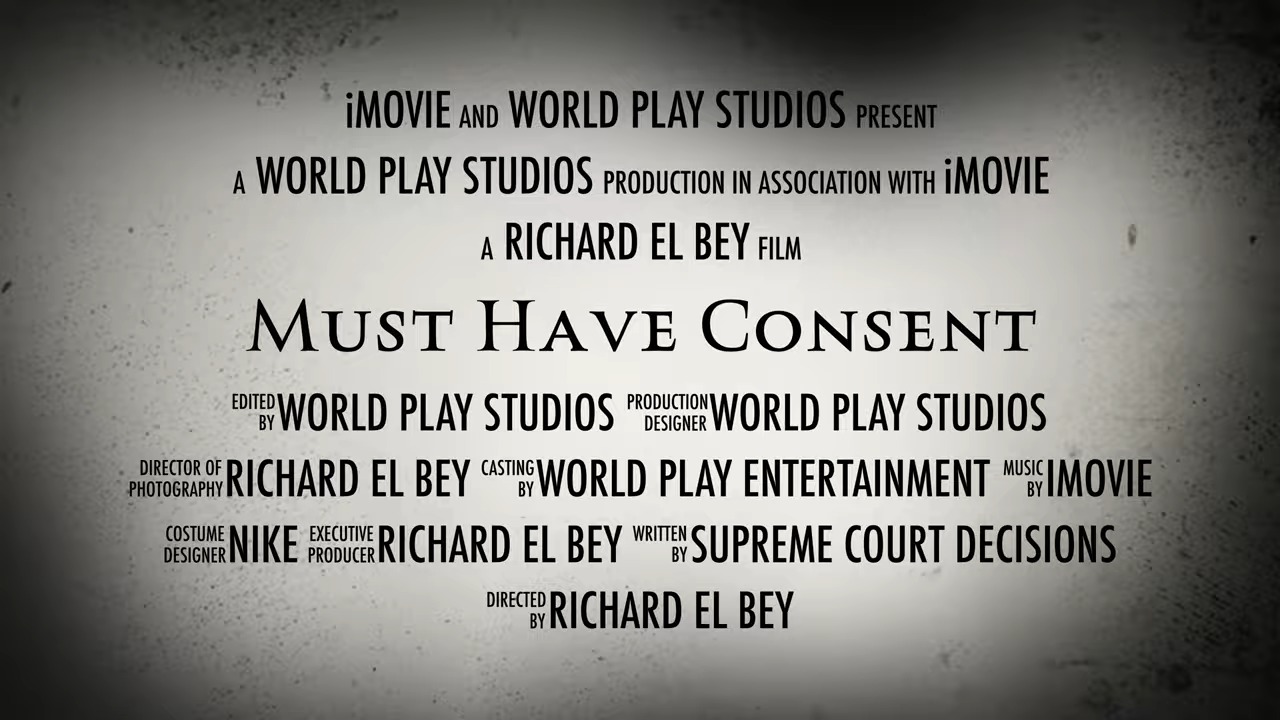 iMOVIE AND WORLD PLAY STUDIOS PRESENT
A WORLD PLAY STUDIOS PRODUCTION IN ASSOCIATION WITH iMOVIE
A RICHARD EL BEY FILM
MUST HAVE CONSENT
EDITED BY WORLD PLAY STUDIOS PRODUCTION DESIGNER WORLD PLAY STUDIOS
DIRECTOR OF PHOTOGRAPHY RICHARD EL BEY CASTING BY WORLD PLAY ENTERTAINMENT MUSIC BY IMOVIE
COSTUME DESIGNER NIKE EXECUTIVE PRODUCER RICHARD EL BEY WRITTEN BY SUPREME COURT DECISIONS
DIRECTED BY RICHARD EL BEY